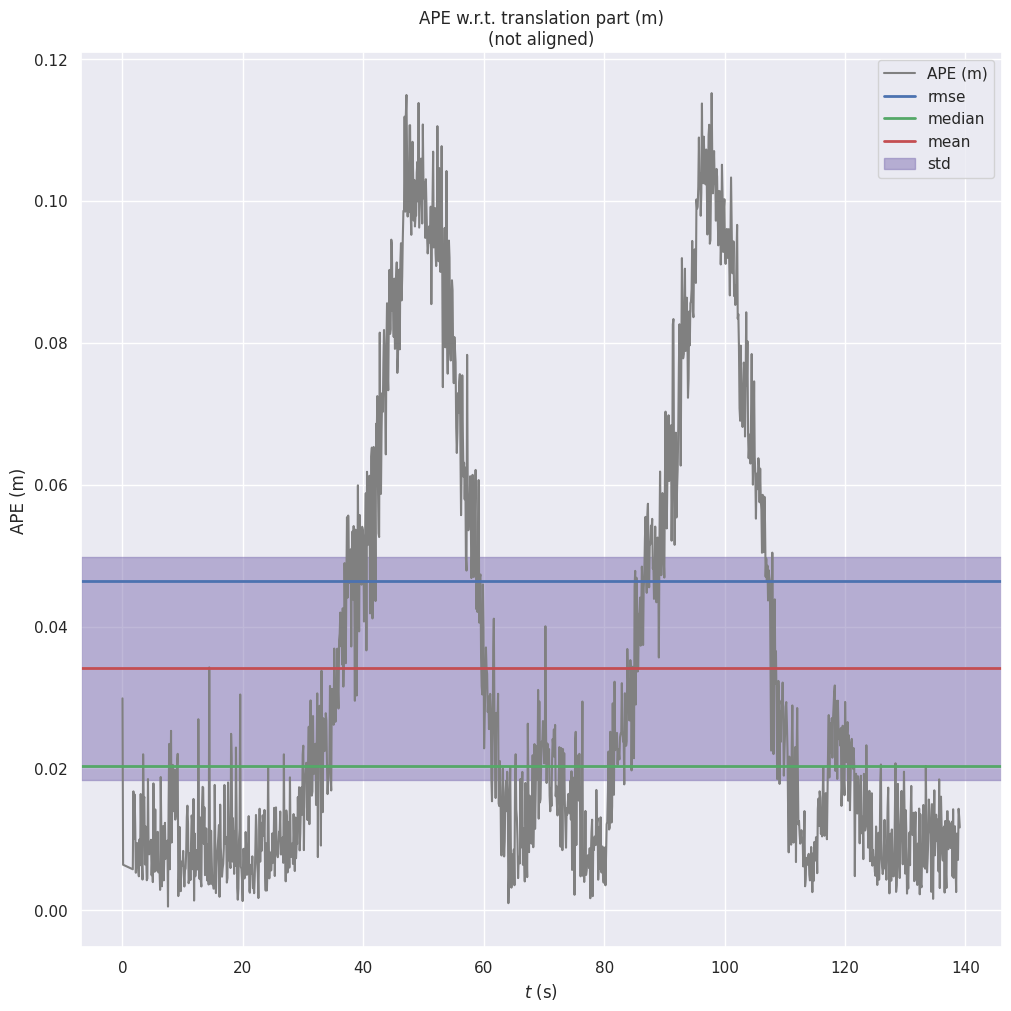 APE w.r.t. translation part (m)
(not aligned)
APE (m)
rmse
median
mean
std
APE (m)
0.12
0.10
0.08
0.06
0.04
0.02
0.00
0
20
40
60
80
100
120
140
t (s)